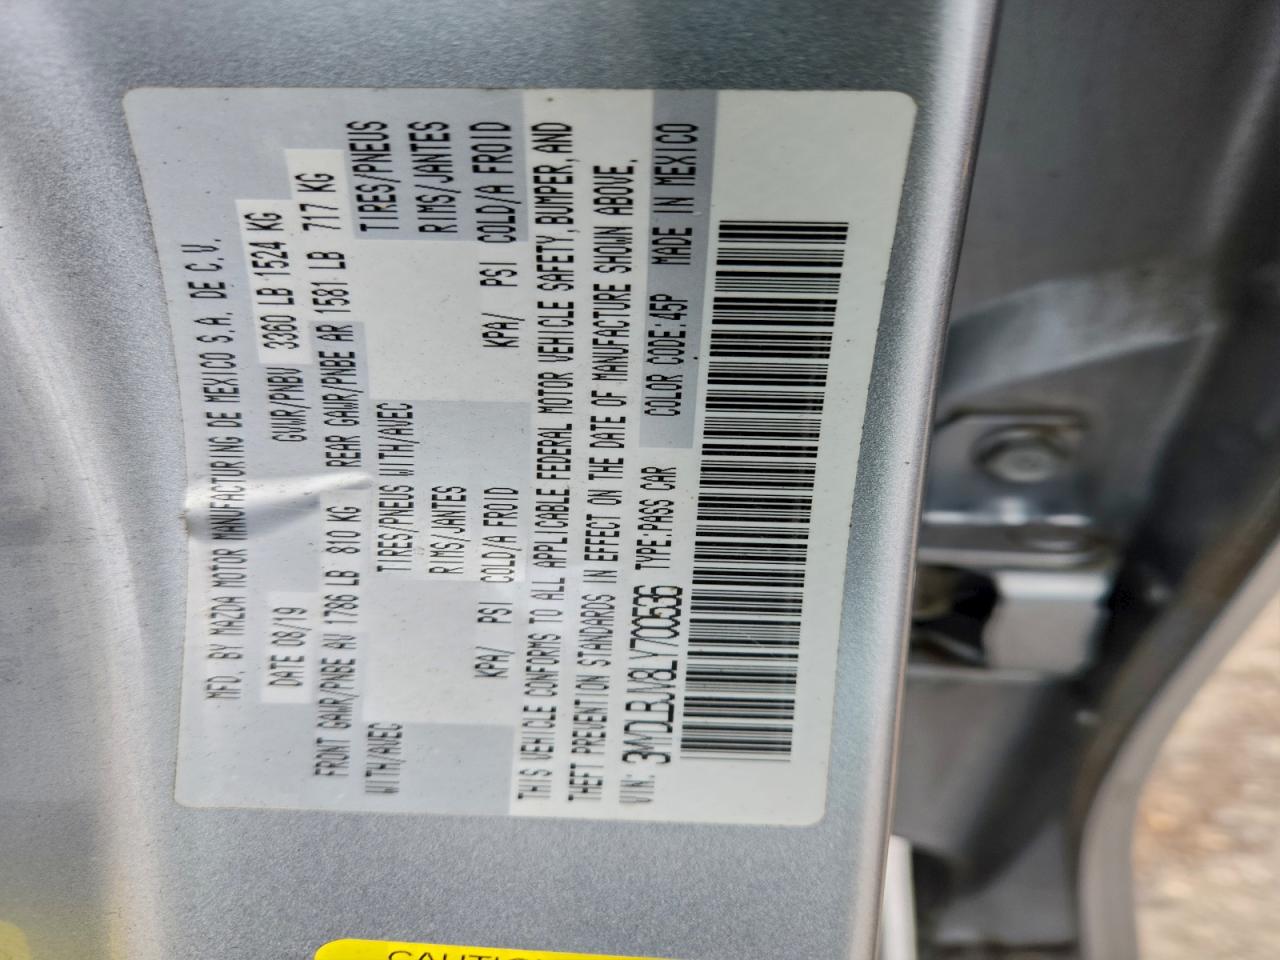 MFD. BY MAZDA MOTOR MANUFACTURING DE MEXICO S.A. DE C.V.
DATE 08/19 GVWR/PNBV 3360 LB 1524 KG
FRONT GAWR/PNBE AV 1786 LB 810 KG REAR GAWR/PNBE AR 1581 LB 717 KG
WITH/AVEC TIRES/PNEUS WITH/AVEC TIRES/PNEUS
RIMS/JANTES RIMS/JANTES
KPA/ PSI COLD/A FROID KPA/ PSI COLD/A FROID
THIS VEHICLE CONFORMS TO ALL APPLICABLE FEDERAL MOTOR VEHICLE SAFETY, BUMPER, AND
THEFT PREVENTION STANDARDS IN EFFECT ON THE DATE OF MANUFACTURE SHOWN ABOVE.
VIN: 3MYDLBJV8LY700536 TYPE:PASS CAR COLOR CODE:45P MADE IN MEXICO